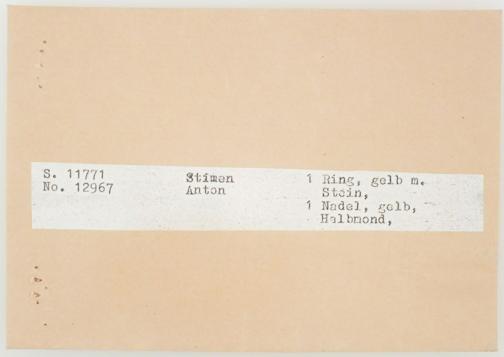 S. 11771 Stimen 1 Ring, gelb m.
No. 12967 Anton Stein,
1 Nadel, gelb,
Halbmond,